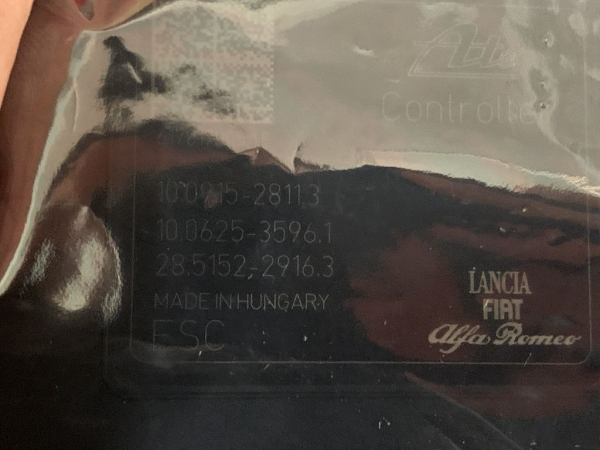 Ate
Controller
10.0915-2811.3
10.0625-3596.1
28.5152-2916.3
MADE IN HUNGARY
ESC
LANCIA
FIAT
Alfa Romeo